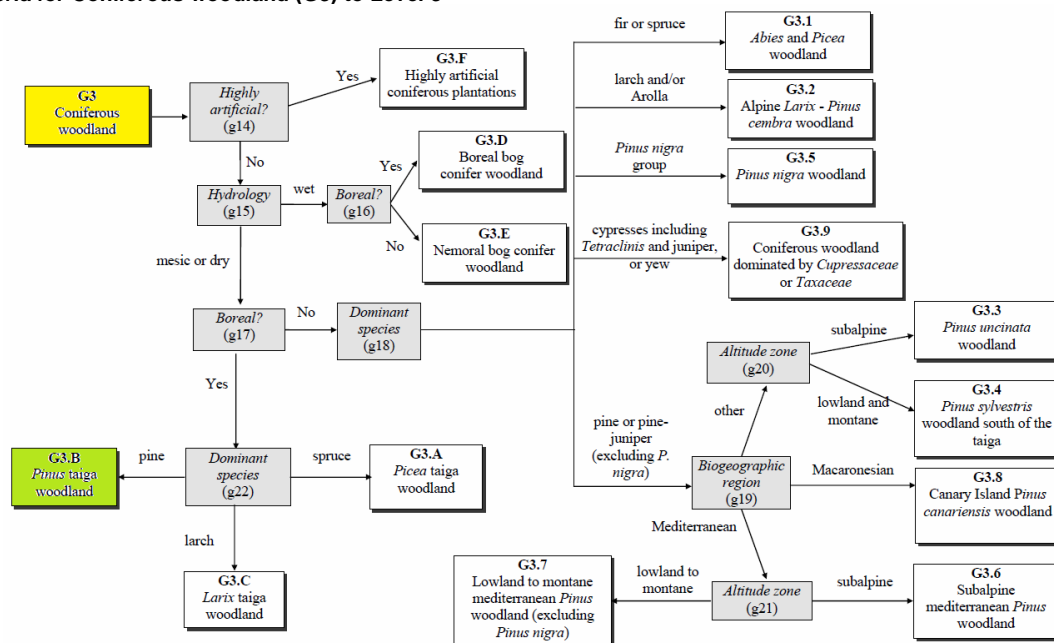 for Coniferous woodland (G3) to Level 3
G3
Coniferous
woodland
Highly
artificial?
(g14)
Yes
G3.F
Highly artificial
coniferous plantations
No
Hydrology
(g15)
wet
Boreal?
(g16)
Yes
G3.D
Boreal bog
conifer woodland
No
G3.E
Nemoral bog conifer
woodland
mesic or dry
Boreal?
(g17)
No
Dominant
species
(g18)
Yes
Dominant
species
(g22)
pine
G3.B
Pinus taiga
woodland
spruce
G3.A
Picea taiga
woodland
larch
G3.C
Larix taiga
woodland
fir or spruce
G3.1
Abies and Picea
woodland
larch and/or
Arolla
G3.2
Alpine Larix - Pinus
cembra woodland
Pinus nigra
group
G3.5
Pinus nigra woodland
cypresses including
Tetraclinis and juniper,
or yew
G3.9
Coniferous woodland
dominated by Cupressaceae
or Taxaceae
pine or pine-
juniper
(excluding P.
nigra)
Biogeographic
region
(g19)
other
Altitude zone
(g20)
subalpine
G3.3
Pinus uncinata
woodland
lowland and
montane
G3.4
Pinus sylvestris
woodland south of the
taiga
Macaronesian
G3.8
Canary Island Pinus
canariensis woodland
Mediterranean
Altitude zone
(g21)
lowland to
montane
G3.7
Lowland to montane
mediterranean Pinus
woodland (excluding
Pinus nigra)
subalpine
G3.6
Subalpine
mediterranean Pinus
woodland